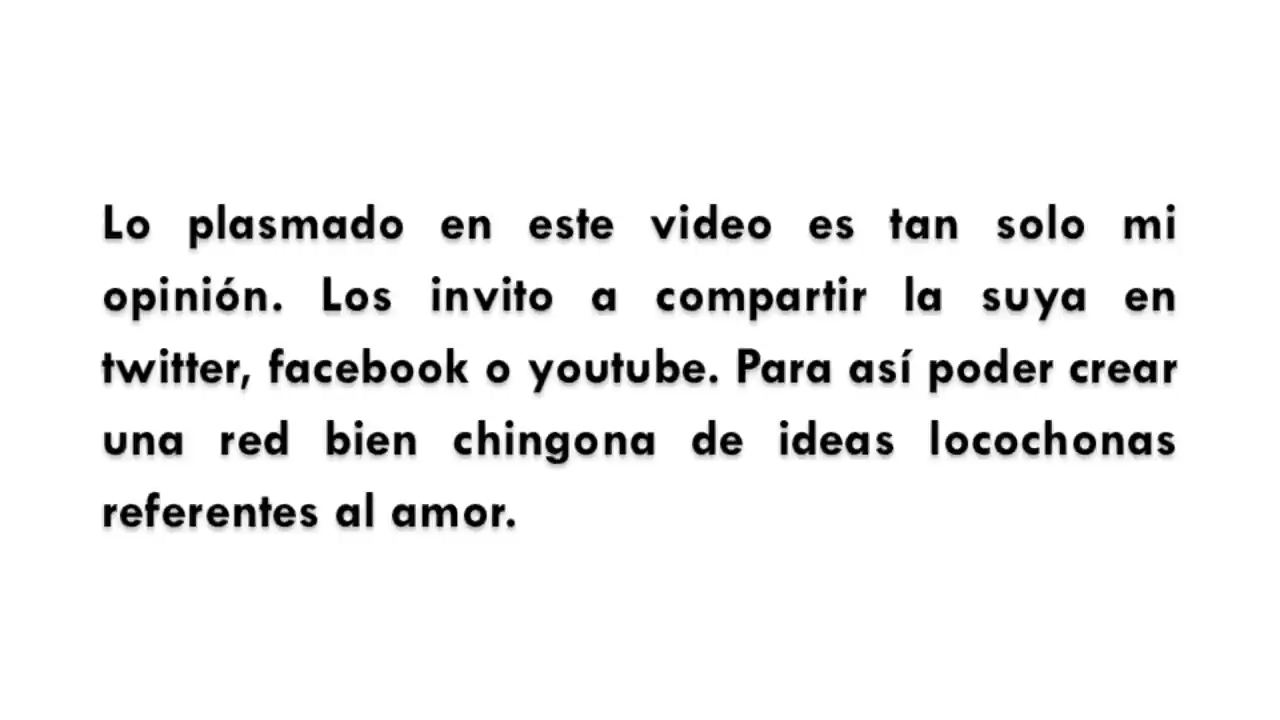 Lo plasmado en este video es tan solo mi
opinión. Los invito a compartir la suya en
twitter, facebook o youtube. Para así poder crear
una red bien chingona de ideas locochonas
referentes al amor.